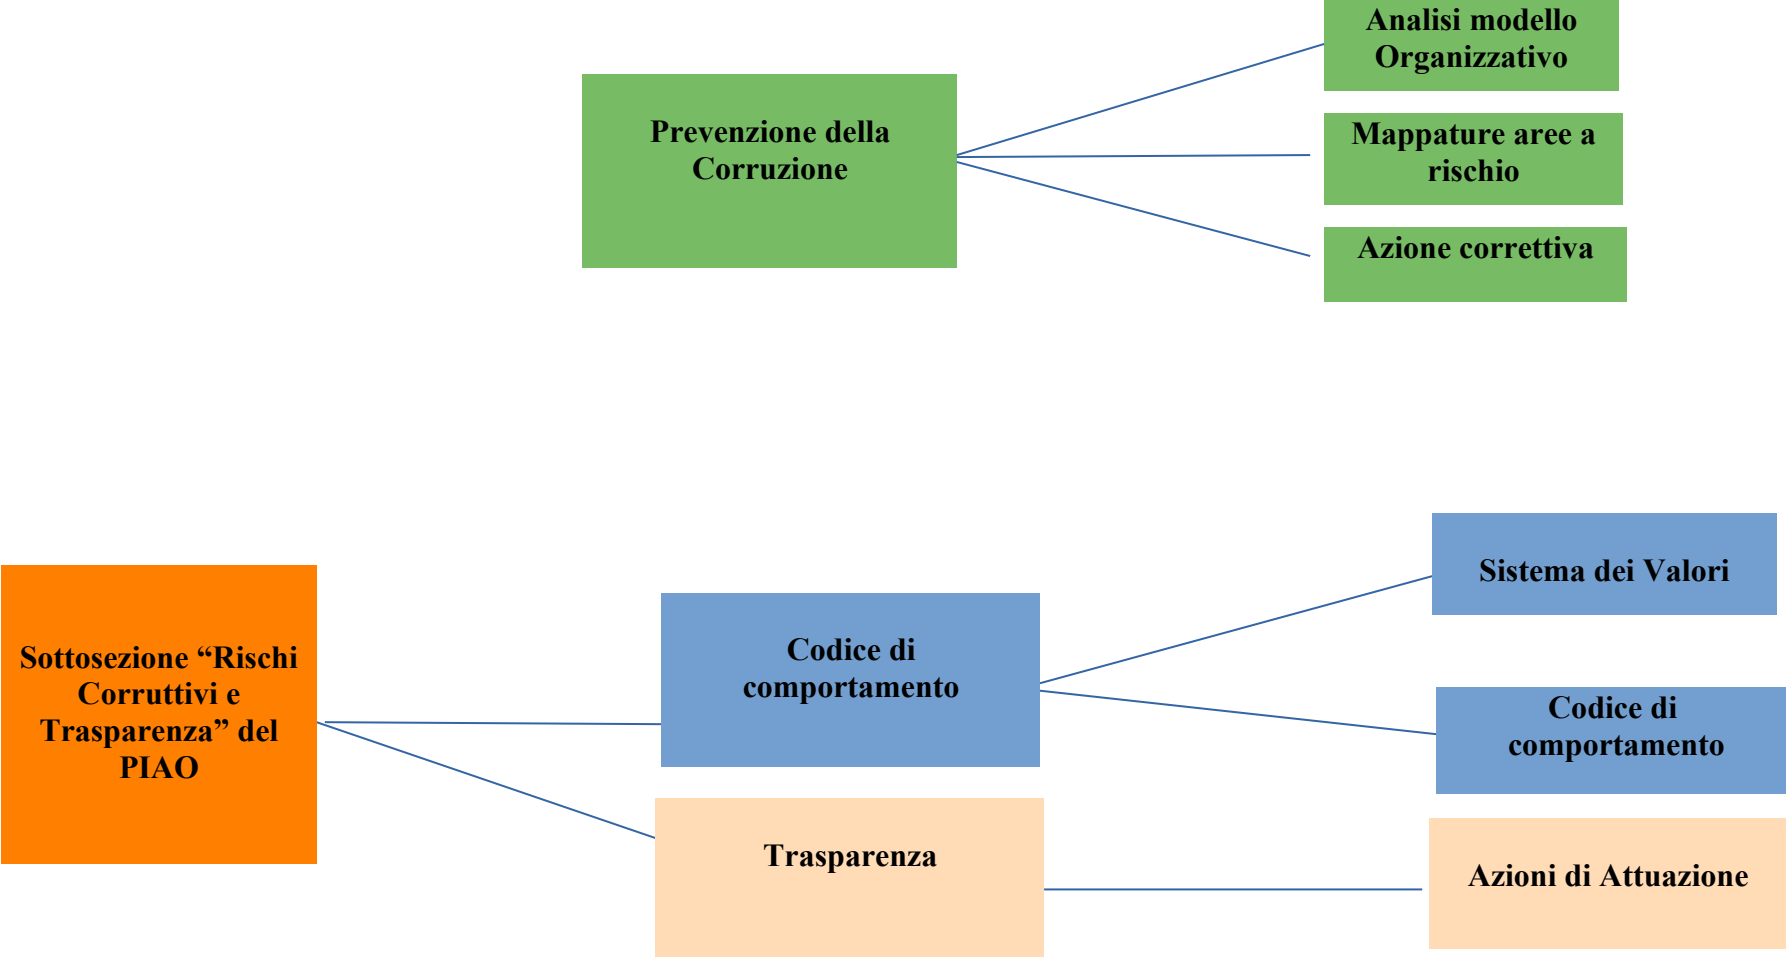 Analisi modello
Organizzativo
Prevenzione della
Corruzione
Mappature aree a
rischio
Azione correttiva
Sistema dei Valori
Sottosezione “Rischi
Corruttivi e
Trasparenza” del
PIAO
Codice di
comportamento
Codice di
comportamento
Trasparenza
Azioni di Attuazione